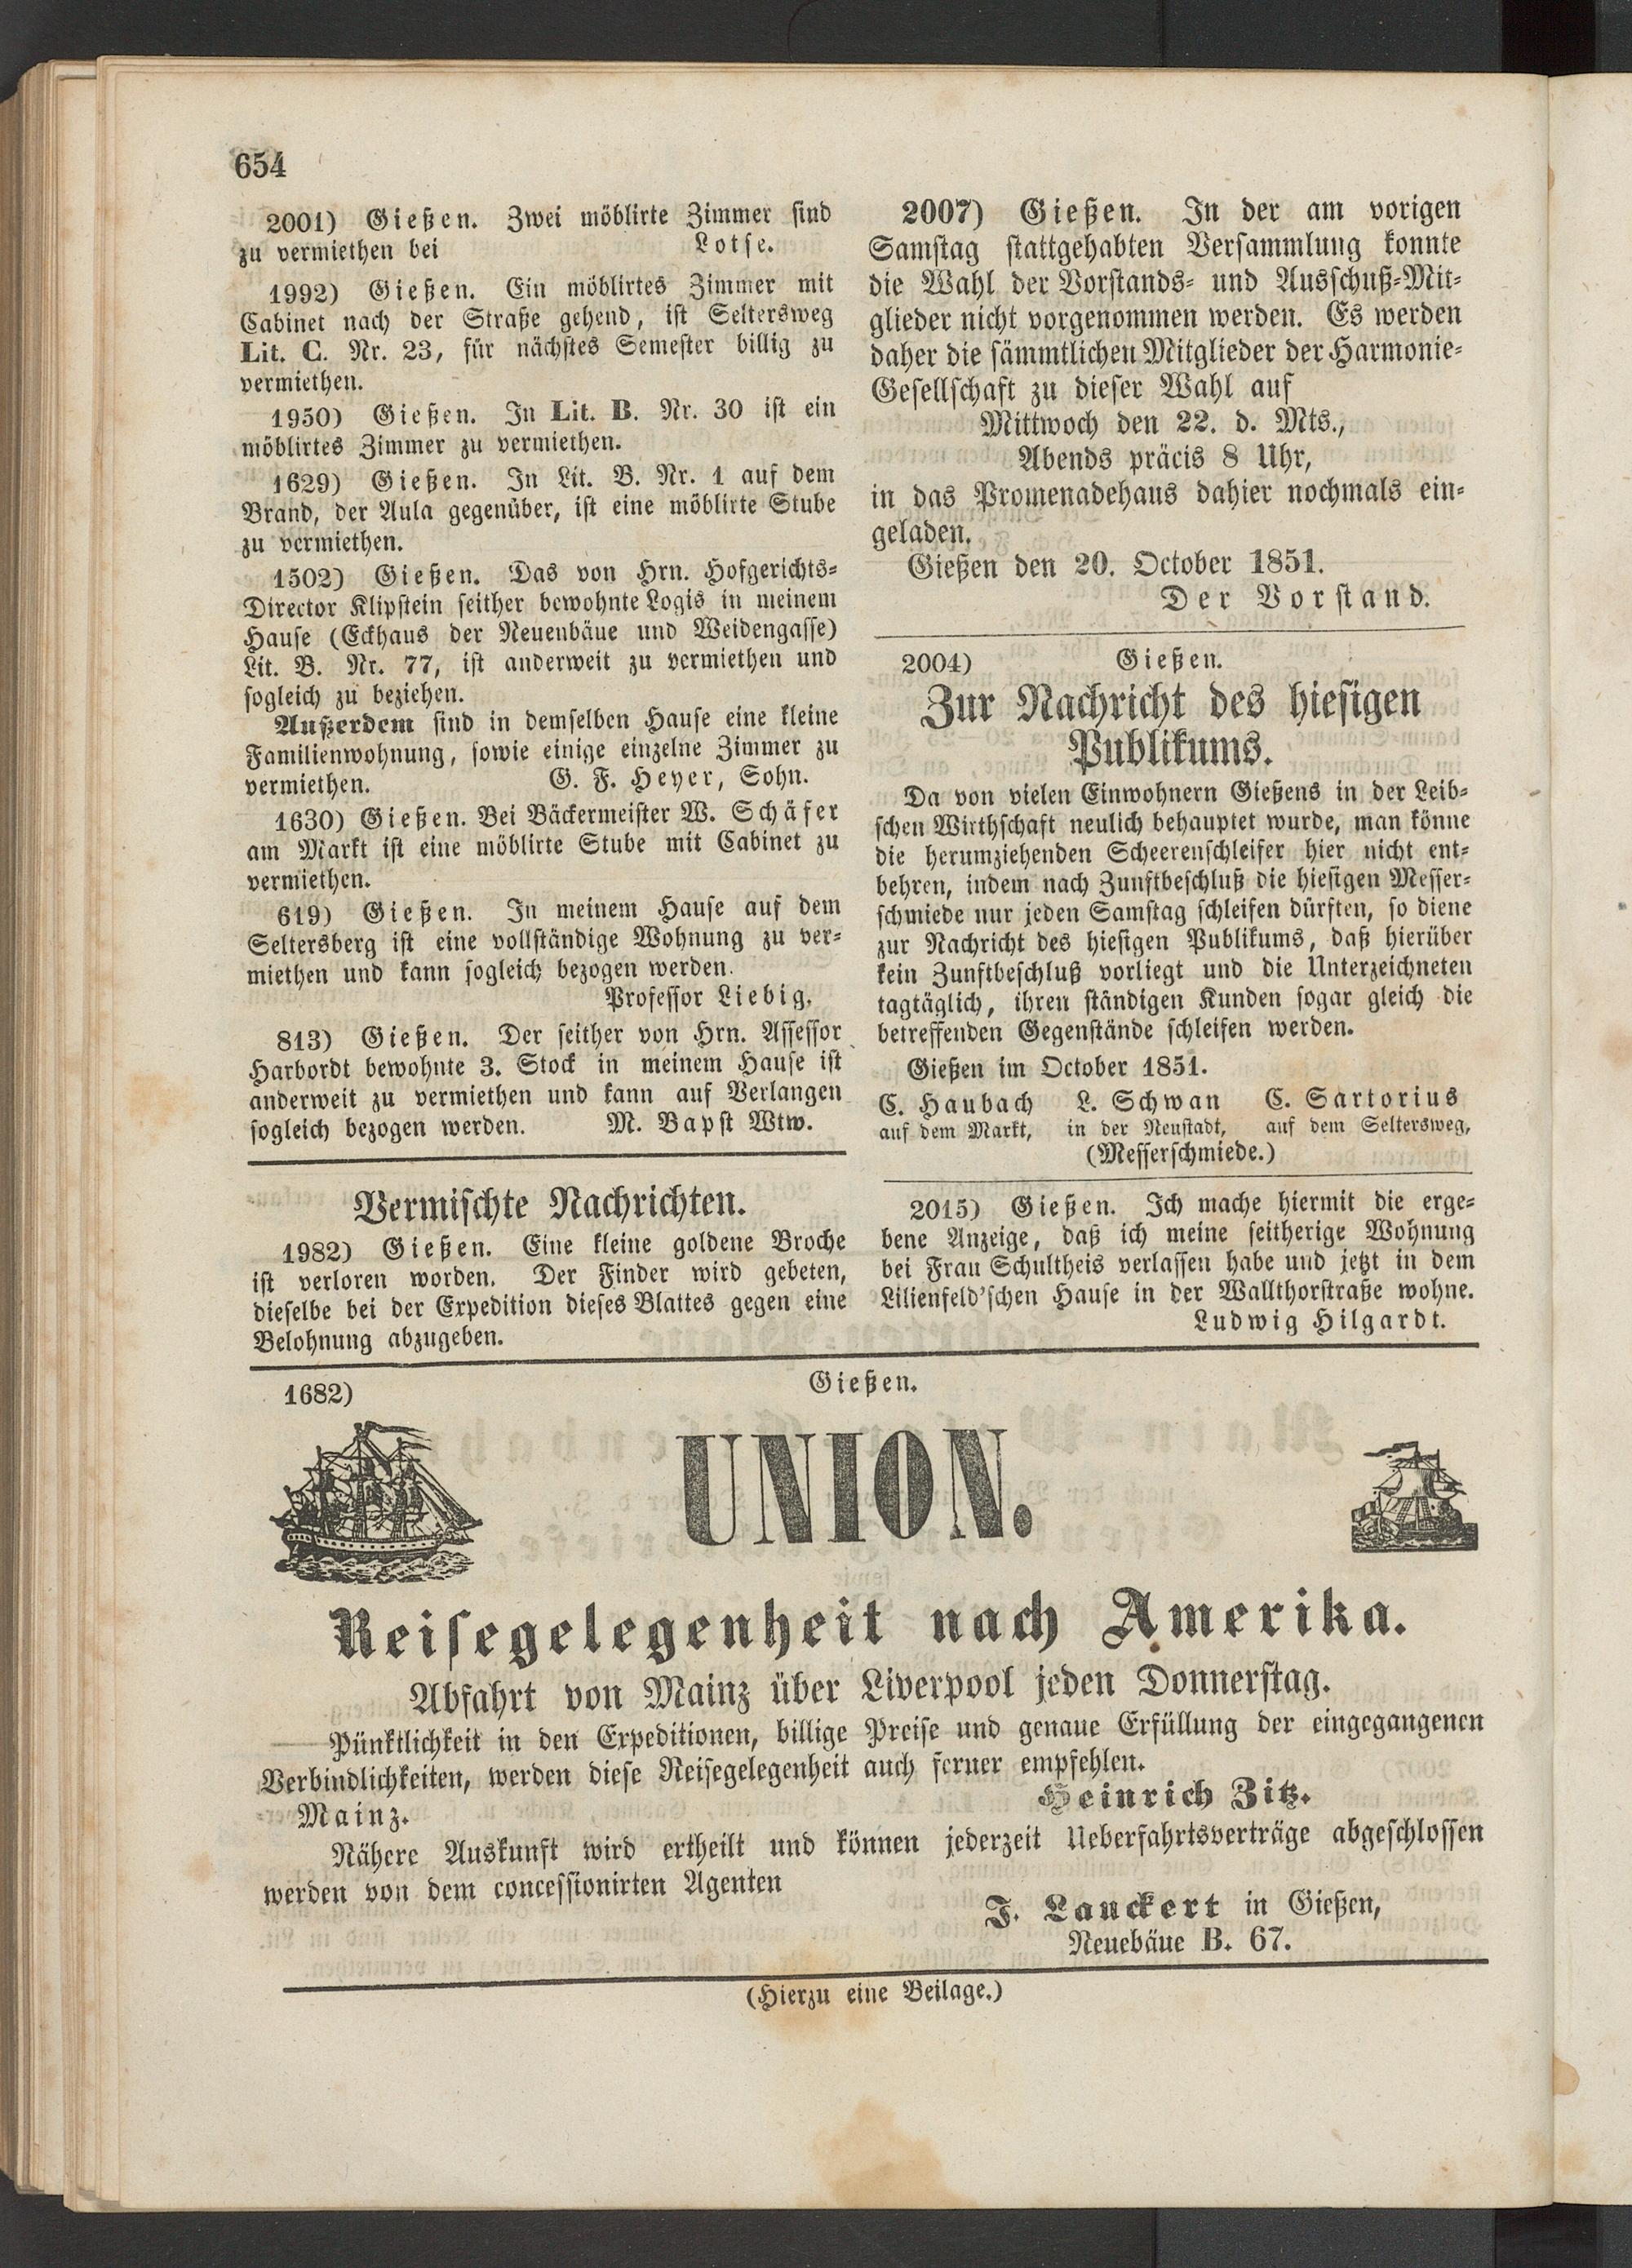 654
2001) Gießen. Zwei möblirte Zimmer sind
zu vermiethen bei Lotse.
1992) Gießen. Ein möblirtes Zimmer mit
Cabinet nach der Straße gehend, ist Seltersweg
Lit. C. Nr. 23, für nächstes Semester billig zu
vermiethen.
1950) Gießen. In Lit. B. Nr. 30 ist ein
möblirtes Zimmer zu vermiethen.
1629) Gießen. In Lit. B. Nr. 1 auf dem
Brand, der Aula gegenüber, ist eine möblirte Stube
zu vermiethen.
1502) Gießen. Das von Hrn. Hofgerichts-
Director Klipstein seither bewohnte Logis in meinem
Hause (Eckhaus der Neuenbäue und Weidengasse)
Lit. B. Nr. 77, ist anderweit zu vermiethen und
sogleich zu beziehen.
Außerdem sind in demselben Hause eine kleine
Familienwohnung, sowie einige einzelne Zimmer zu
vermiethen. G. F. Heyer, Sohn.
1630) Gießen. Bei Bäckermeister W. Schäfer
am Markt ist eine möblirte Stube mit Cabinet zu
vermiethen.
619) Gießen. In meinem Hause auf dem
Seltersberg ist eine vollständige Wohnung zu ver-
miethen und kann sogleich bezogen werden.
Professor Liebig.
813) Gießen. Der seither von Hrn. Assessor
Harbordt bewohnte 3. Stock in meinem Hause ist
anderweit zu vermiethen und kann auf Verlangen
sogleich bezogen werden. M. Bapst Wtw.
Vermischte Nachrichten.
1982) Gießen. Eine kleine goldene Broche
ist verloren worden. Der Finder wird gebeten,
dieselbe bei der Expedition dieses Blattes gegen eine
Belohnung abzugeben.
2007) Gießen. In der am vorigen
Samstag stattgehabten Versammlung konnte
die Wahl der Vorstands- und Ausschuß-Mit-
glieder nicht vorgenommen werden. Es werden
daher die sämmtlichen Mitglieder der Harmonie-
Gesellschaft zu dieser Wahl auf
Mittwoch den 22. d. Mts.,
Abends präcis 8 Uhr,
in das Promenadehaus dahier nochmals ein-
geladen.
Gießen den 20. October 1851.
Der Vorstand.
2004) Gießen.
Zur Nachricht des hiesigen
Publikums.
Da von vielen Einwohnern Gießens in der Leib-
schen Wirthschaft neulich behauptet wurde, man könne
die herumziehenden Scheerenschleifer hier nicht ent-
behren, indem nach Zunftbeschluß die hiesigen Messer-
schmiede nur jeden Samstag schleifen dürften, so diene
zur Nachricht des hiesigen Publikums, daß hierüber
kein Zunftbeschluß vorliegt und die Unterzeichneten
tagtäglich, ihren ständigen Kunden sogar gleich die
betreffenden Gegenstände schleifen werden.
Gießen im October 1851.
C. Haubach L. Schwan C. Sartorius
auf dem Markt, in der Neustadt, auf dem Seltersweg,
(Messerschmiede.)
2015) Gießen. Ich mache hiermit die erge-
bene Anzeige, daß ich meine seitherige Wohnung
bei Frau Schultheis verlassen habe und jetzt in dem
Lilienfeld'schen Hause in der Wallthorstraße wohne.
Ludwig Hilgardt.
1682) Gießen.
UNION.
Reisegelegenheit nach Amerika.
Abfahrt von Mainz über Liverpool jeden Donnerstag.
Pünktlichkeit in den Expeditionen, billige Preise und genaue Erfüllung der eingegangenen
Verbindlichkeiten, werden diese Reisegelegenheit auch ferner empfehlen.
Mainz. Heinrich Zitz.
Nähere Auskunft wird ertheilt und können jederzeit Ueberfahrtsverträge abgeschlossen
werden von dem concessionirten Agenten
J. Lauckert in Gießen,
Neuebäue B. 67.
(Hierzu eine Beilage.)